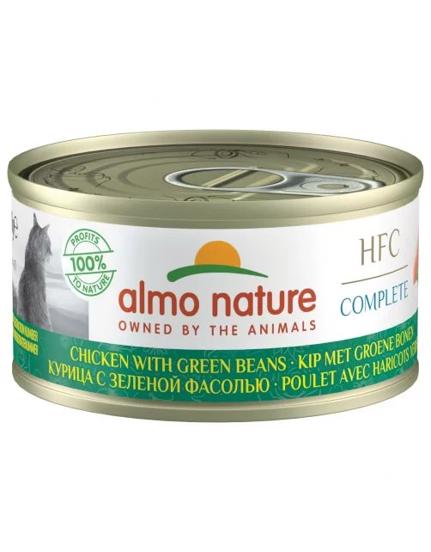 PROFITS
100%
TO NATURE
almo nature
OWNED BY THE ANIMALS
HFC
COMPLETE
CHICKEN WITH GREEN BEANS · KIP MET GROENE BONEN
КУРИЦА С ЗЕЛЕНОЙ ФАСОЛЬЮ · POULET AVEC HARICOTS